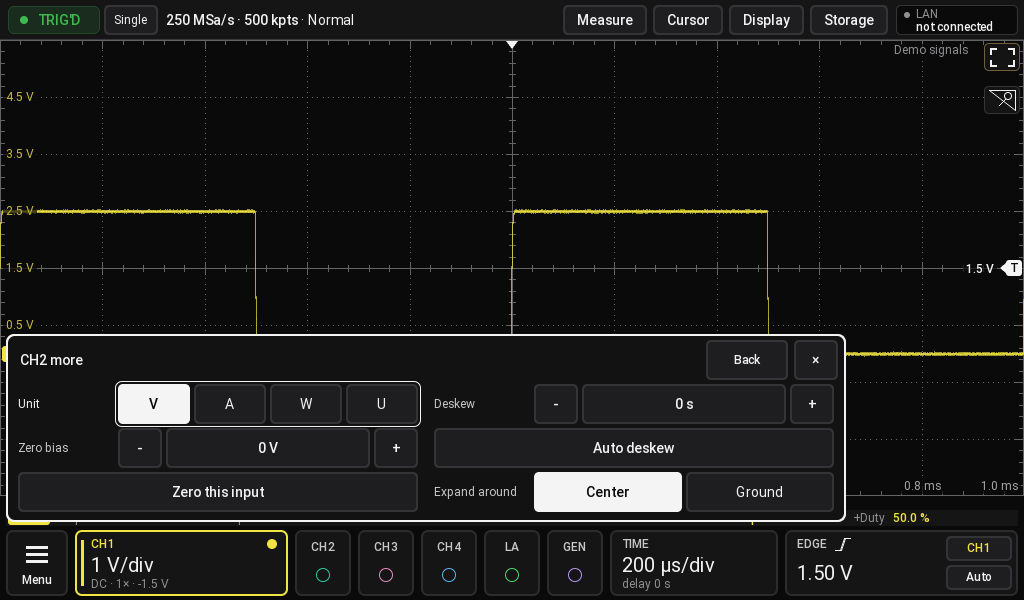 TRIG'D Single 250 MSa/s · 500 kpts · Normal Measure Cursor Display Storage LAN
not connected
Demo signals
4.5 V
3.5 V
2.5 V
1.5 V 1.5 V T
0.5 V
CH2 more Back ×
Unit V A W U Deskew - 0 s +
Zero bias - 0 V + Auto deskew
Zero this input Expand around Center Ground
0.8 ms 1.0 ms
+Duty 50.0 %
Menu
CH1
1 V/div
DC · 1× · -1.5 V
CH2 CH3 CH4 LA GEN
TIME
200 µs/div
delay 0 s
EDGE CH1
1.50 V Auto